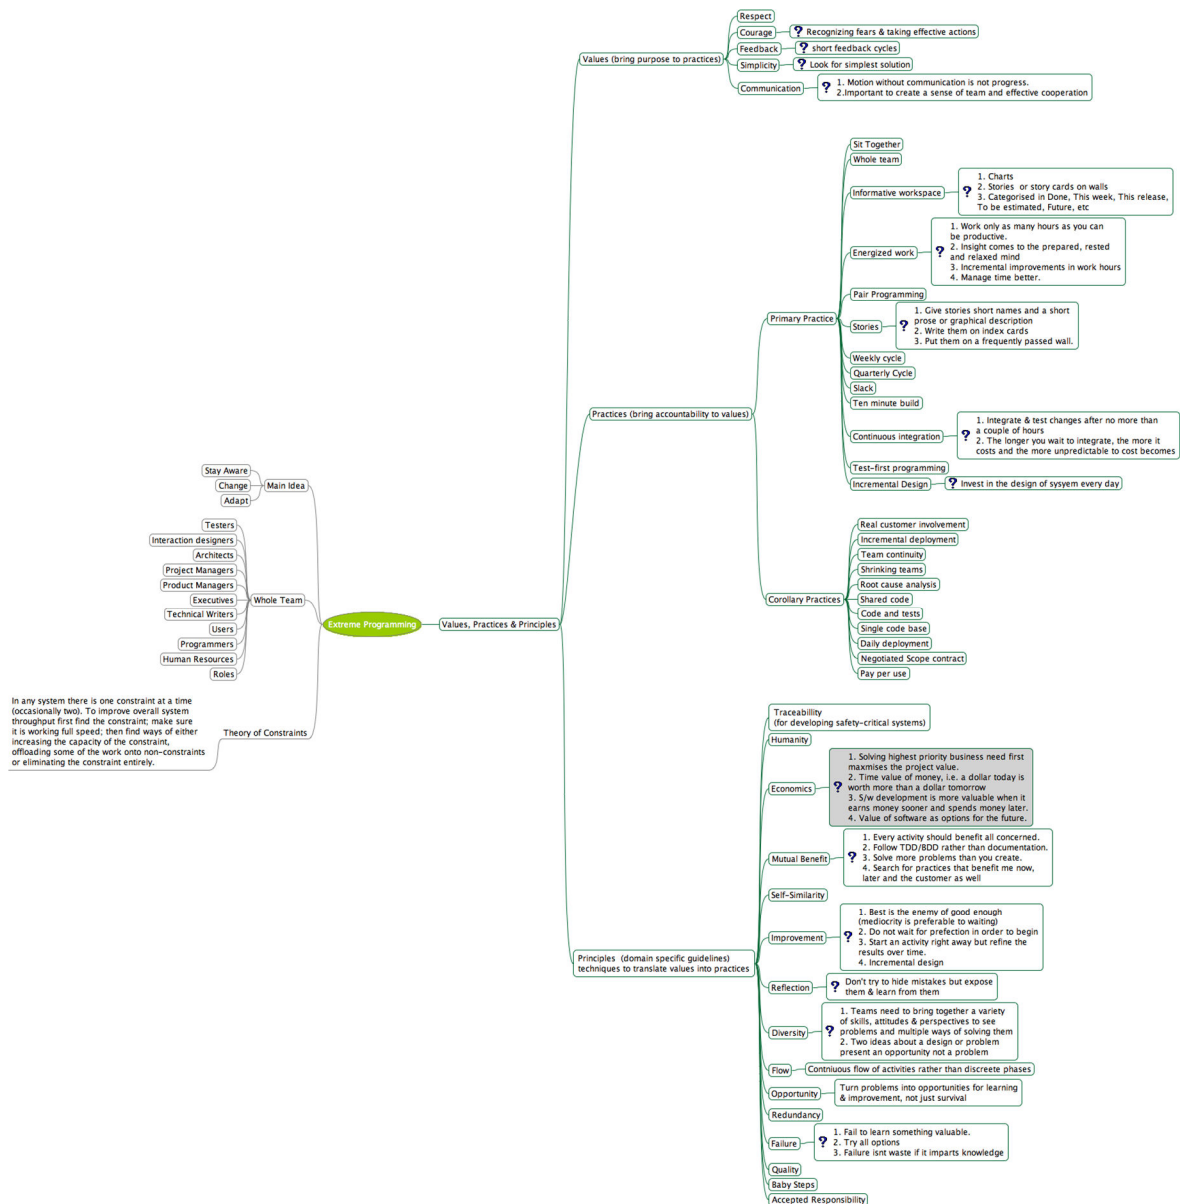 Extreme Programming
Main Idea
Stay Aware
Change
Adapt
Whole Team
Testers
Interaction designers
Architects
Project Managers
Product Managers
Executives
Technical Writers
Users
Programmers
Human Resources
Roles
Theory of Constraints
In any system there is one constraint at a time
(occasionally two). To improve overall system
throughput first find the constraint; make sure
it is working full speed; then find ways of either
increasing the capacity of the constraint,
offloading some of the work onto non-constraints
or eliminating the constraint entirely.
Values, Practices & Principles
Values (bring purpose to practices)
Respect
Courage
? Recognizing fears & taking effective actions
Feedback
? short feedback cycles
Simplicity
? Look for simplest solution
Communication
?
1. Motion without communication is not progress.
2.Important to create a sense of team and effective cooperation
Practices (bring accountability to values)
Primary Practice
Sit Together
Whole team
Informative workspace
?
1. Charts
2. Stories or story cards on walls
3. Categorised in Done, This week, This release,
To be estimated, Future, etc
Energized work
?
1. Work only as many hours as you can
be productive.
2. Insight comes to the prepared, rested
and relaxed mind
3. Incremental improvements in work hours
4. Manage time better.
Pair Programming
Stories
?
1. Give stories short names and a short
prose or graphical description
2. Write them on index cards
3. Put them on a frequently passed wall.
Weekly cycle
Quarterly Cycle
Slack
Ten minute build
Continuous integration
?
1. Integrate & test changes after no more than
a couple of hours
2. The longer you wait to integrate, the more it
costs and the more unpredictable to cost becomes
Test-first programming
Incremental Design
? Invest in the design of sysyem every day
Corollary Practices
Real customer involvement
Incremental deployment
Team continuity
Shrinking teams
Root cause analysis
Shared code
Code and tests
Single code base
Daily deployment
Negotiated Scope contract
Pay per use
Principles (domain specific guidelines)
techniques to translate values into practices
Traceabillity
(for developing safety-critical systems)
Humanity
Economics
?
1. Solving highest priority business need first
maxmises the project value.
2. Time value of money, i.e. a dollar today is
worth more than a dollar tomorrow
3. S/w development is more valuable when it
earns money sooner and spends money later.
4. Value of software as options for the future.
Mutual Benefit
?
1. Every activity should benefit all concerned.
2. Follow TDD/BDD rather than documentation.
3. Solve more problems than you create.
4. Search for practices that benefit me now,
later and the customer as well
Self-Similarity
Improvement
?
1. Best is the enemy of good enough
(mediocrity is preferable to waiting)
2. Do not wait for prefection in order to begin
3. Start an activity right away but refine the
results over time.
4. Incremental design
Reflection
?
Don't try to hide mistakes but expose
them & learn from them
Diversity
?
1. Teams need to bring together a variety
of skills, attitudes & perspectives to see
problems and multiple ways of solving them
2. Two ideas about a design or problem
present an opportunity not a problem
Flow
Contniuous flow of activities rather than discreete phases
Opportunity
Turn problems into opportunities for learning
& improvement, not just survival
Redundancy
Failure
?
1. Fail to learn something valuable.
2. Try all options
3. Failure isnt waste if it imparts knowledge
Quality
Baby Steps
Accepted Responsibility